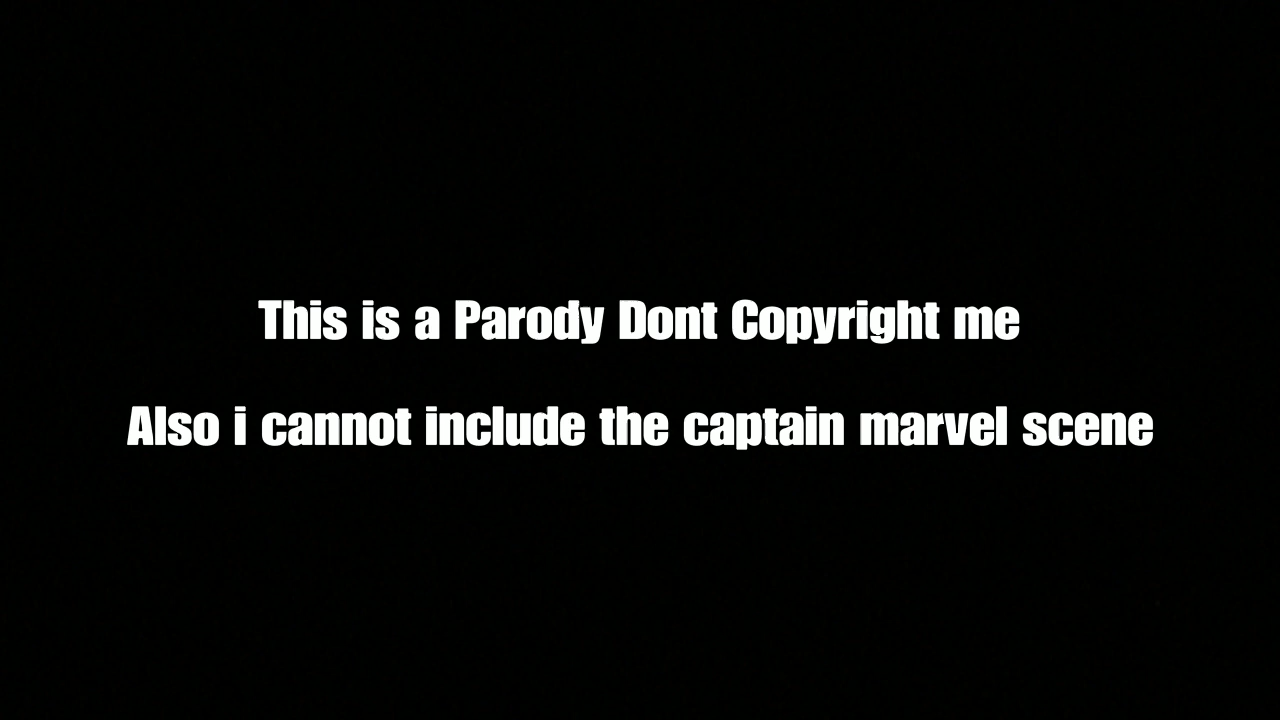 This is a Parody Dont Copyright me
Also i cannot include the captain marvel scene